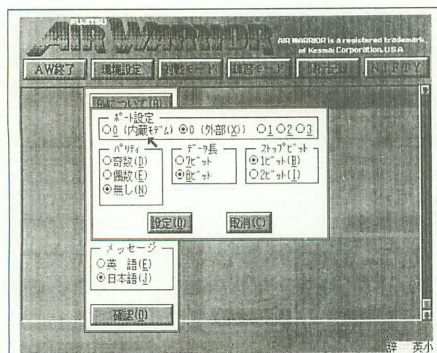 FUJITSU
AIR WARRIOR
AIR WARRIOR is a registered trademark
of Kesmai Corporation, U.S.A.
AW終了 環境設定
ポート設定
○0 (内蔵モデム) ◉0 (外部(X)) ○1○2○3
パリティ データ長 ストップビット
○奇数(D) ○7ビット ◉1ビット(B)
○偶数(E) ◉8ビット ○2ビット(I)
◉無し(N)
設定(O) 取消(C)
メッセージ
○英 語(E)
◉日本語(J)
確認(O)
辞 英小